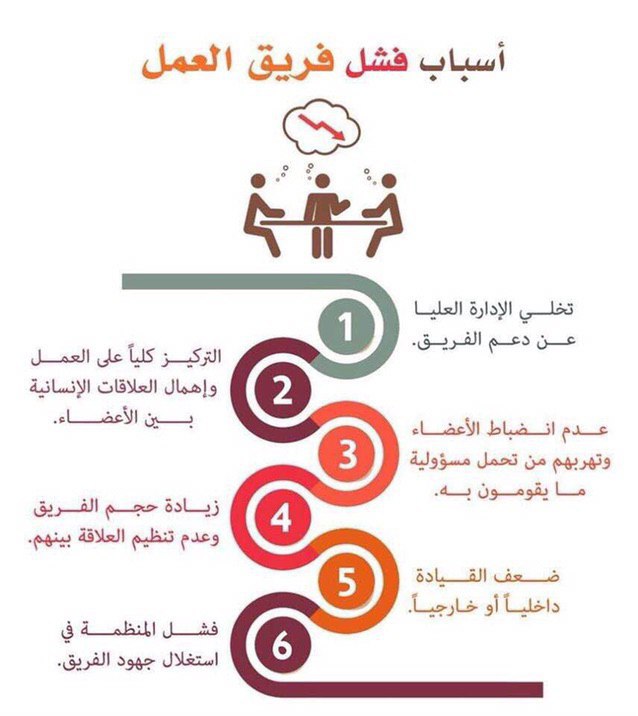 أسباب فشل فريق العمل
1
تخلي الإدارة العليا
عن دعم الفريق.
2
التركيز كلياً على العمل
وإهمال العلاقات الإنسانية
بين الأعضاء.
3
عدم انضباط الأعضاء
وتهربهم من تحمل مسؤولية
ما يقومون به.
4
زيادة حجم الفريق
وعدم تنظيم العلاقة بينهم.
5
ضعف القيادة
داخلياً أو خارجياً.
6
فشل المنظمة في
استغلال جهود الفريق.